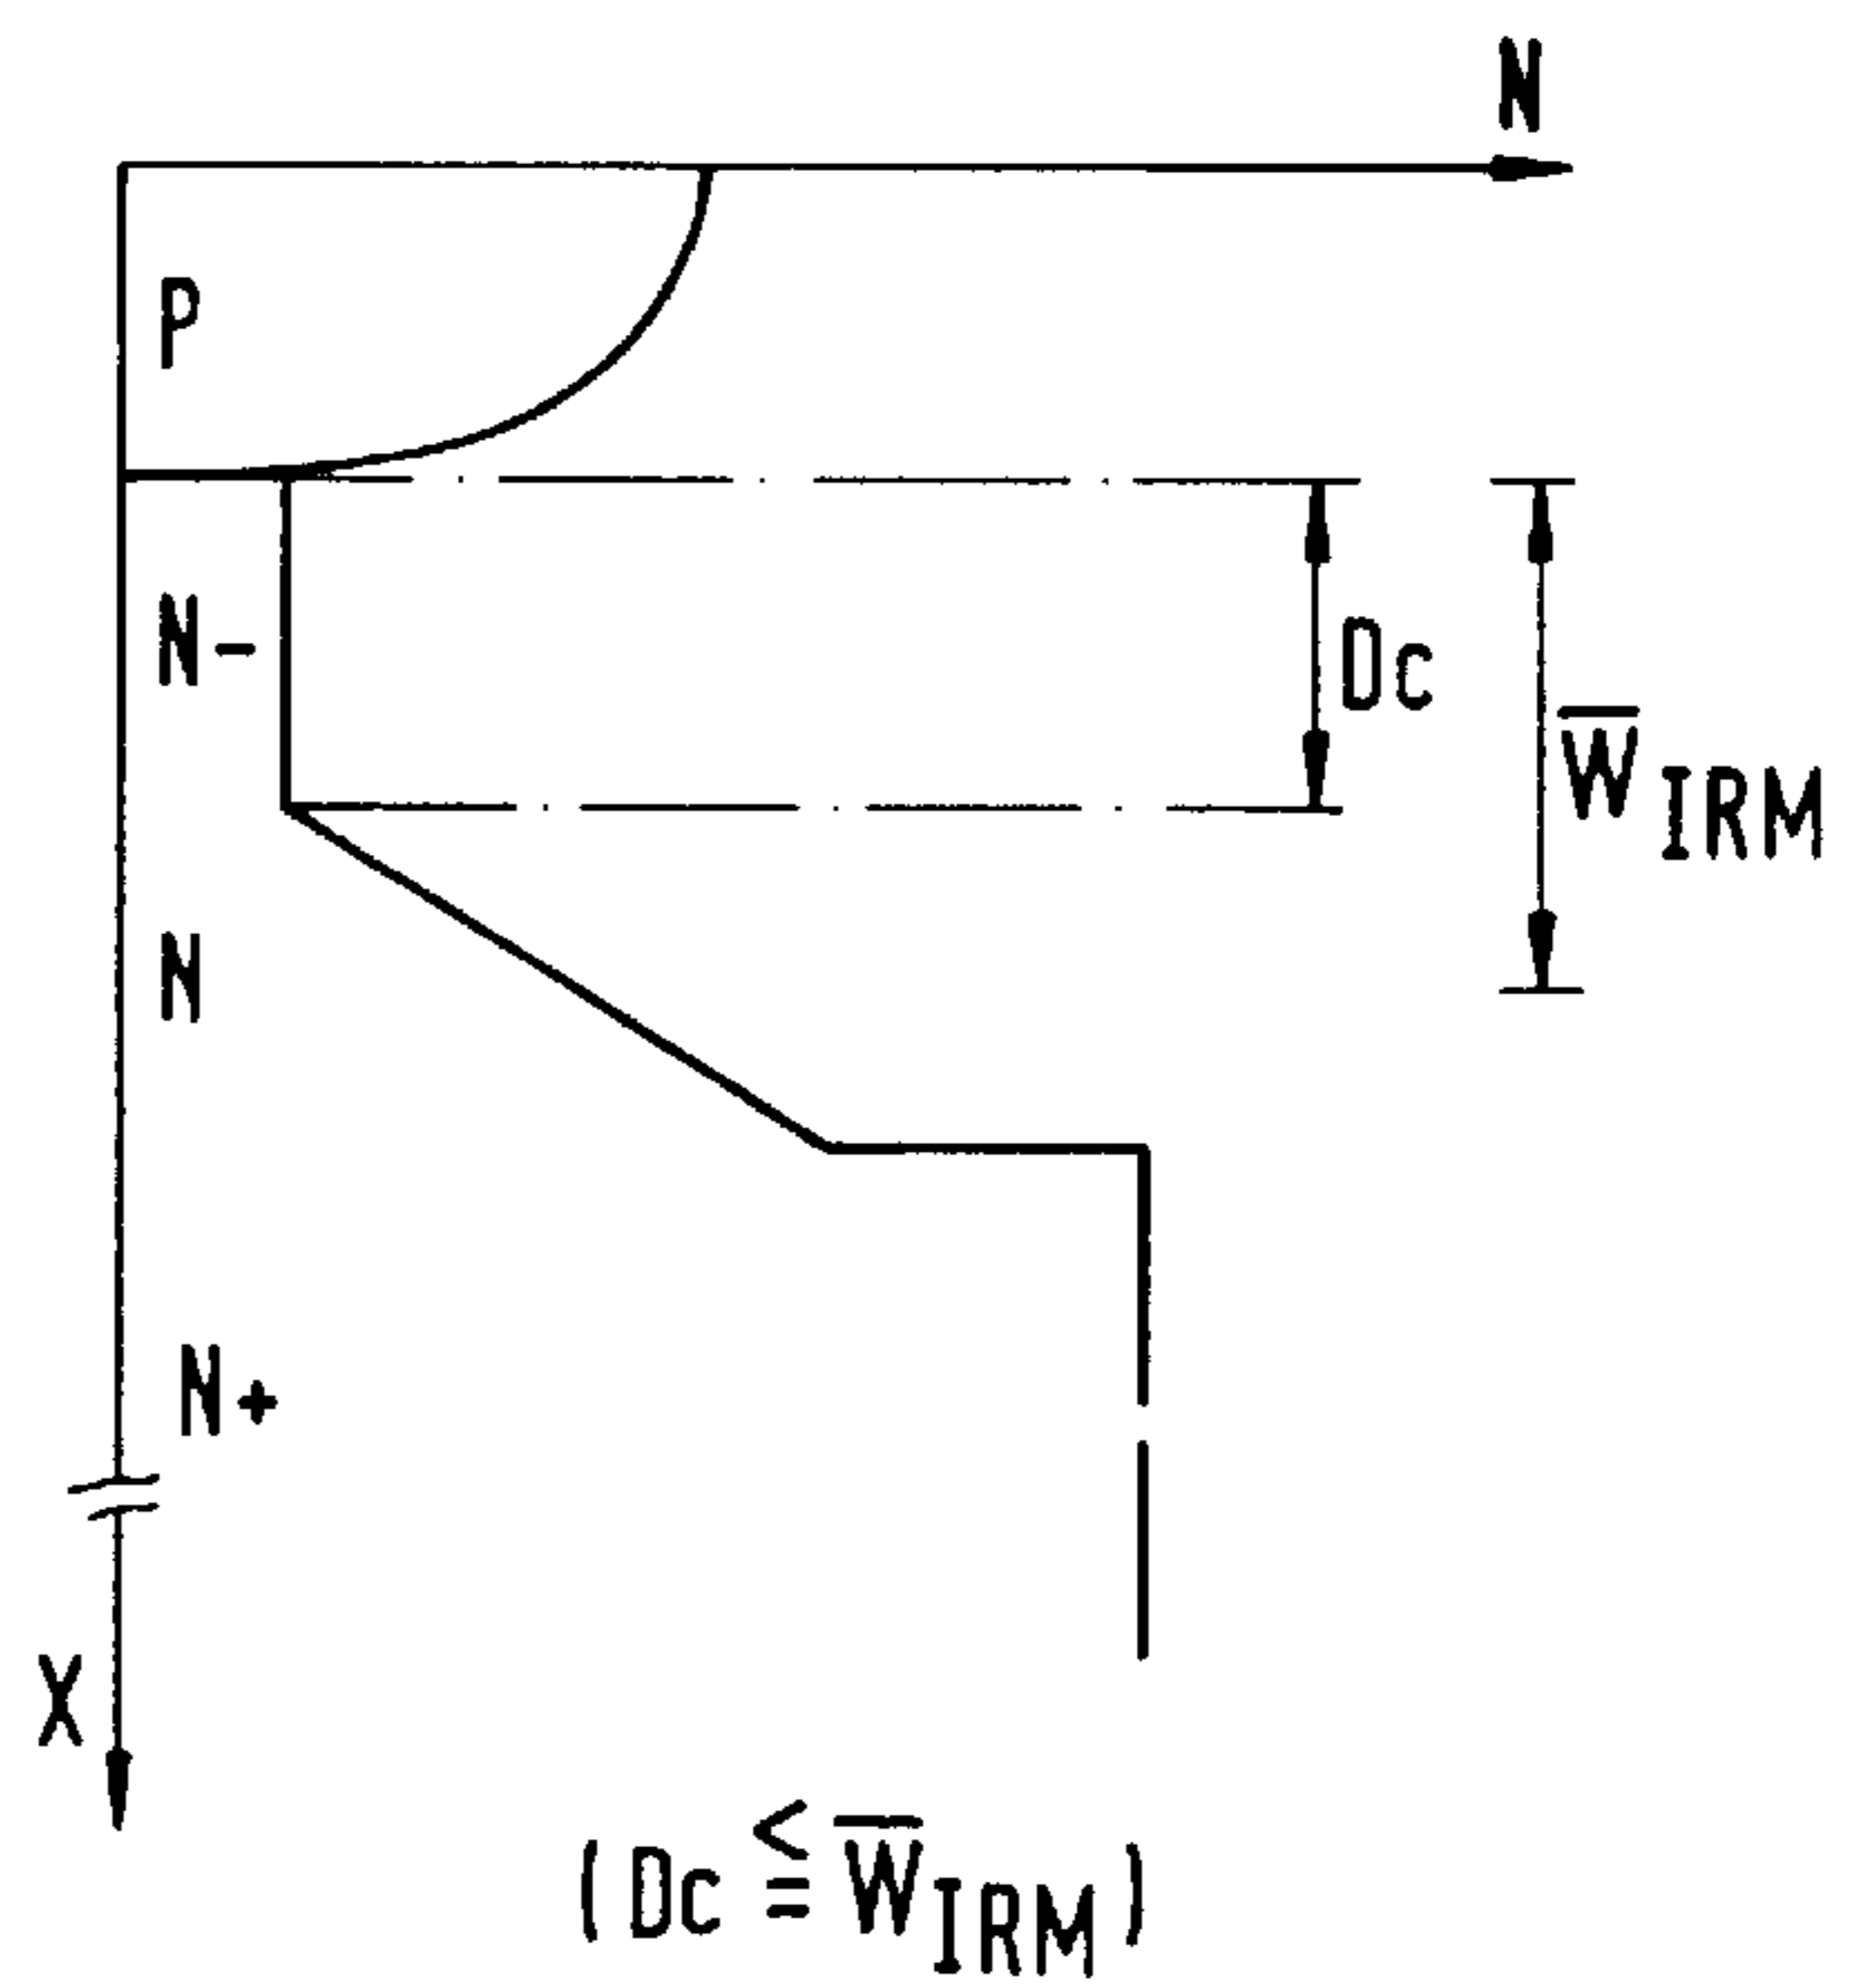 N
P
N-
Dc
W̅IRM
N
N+
X
(Dc ≦ W̅IRM)